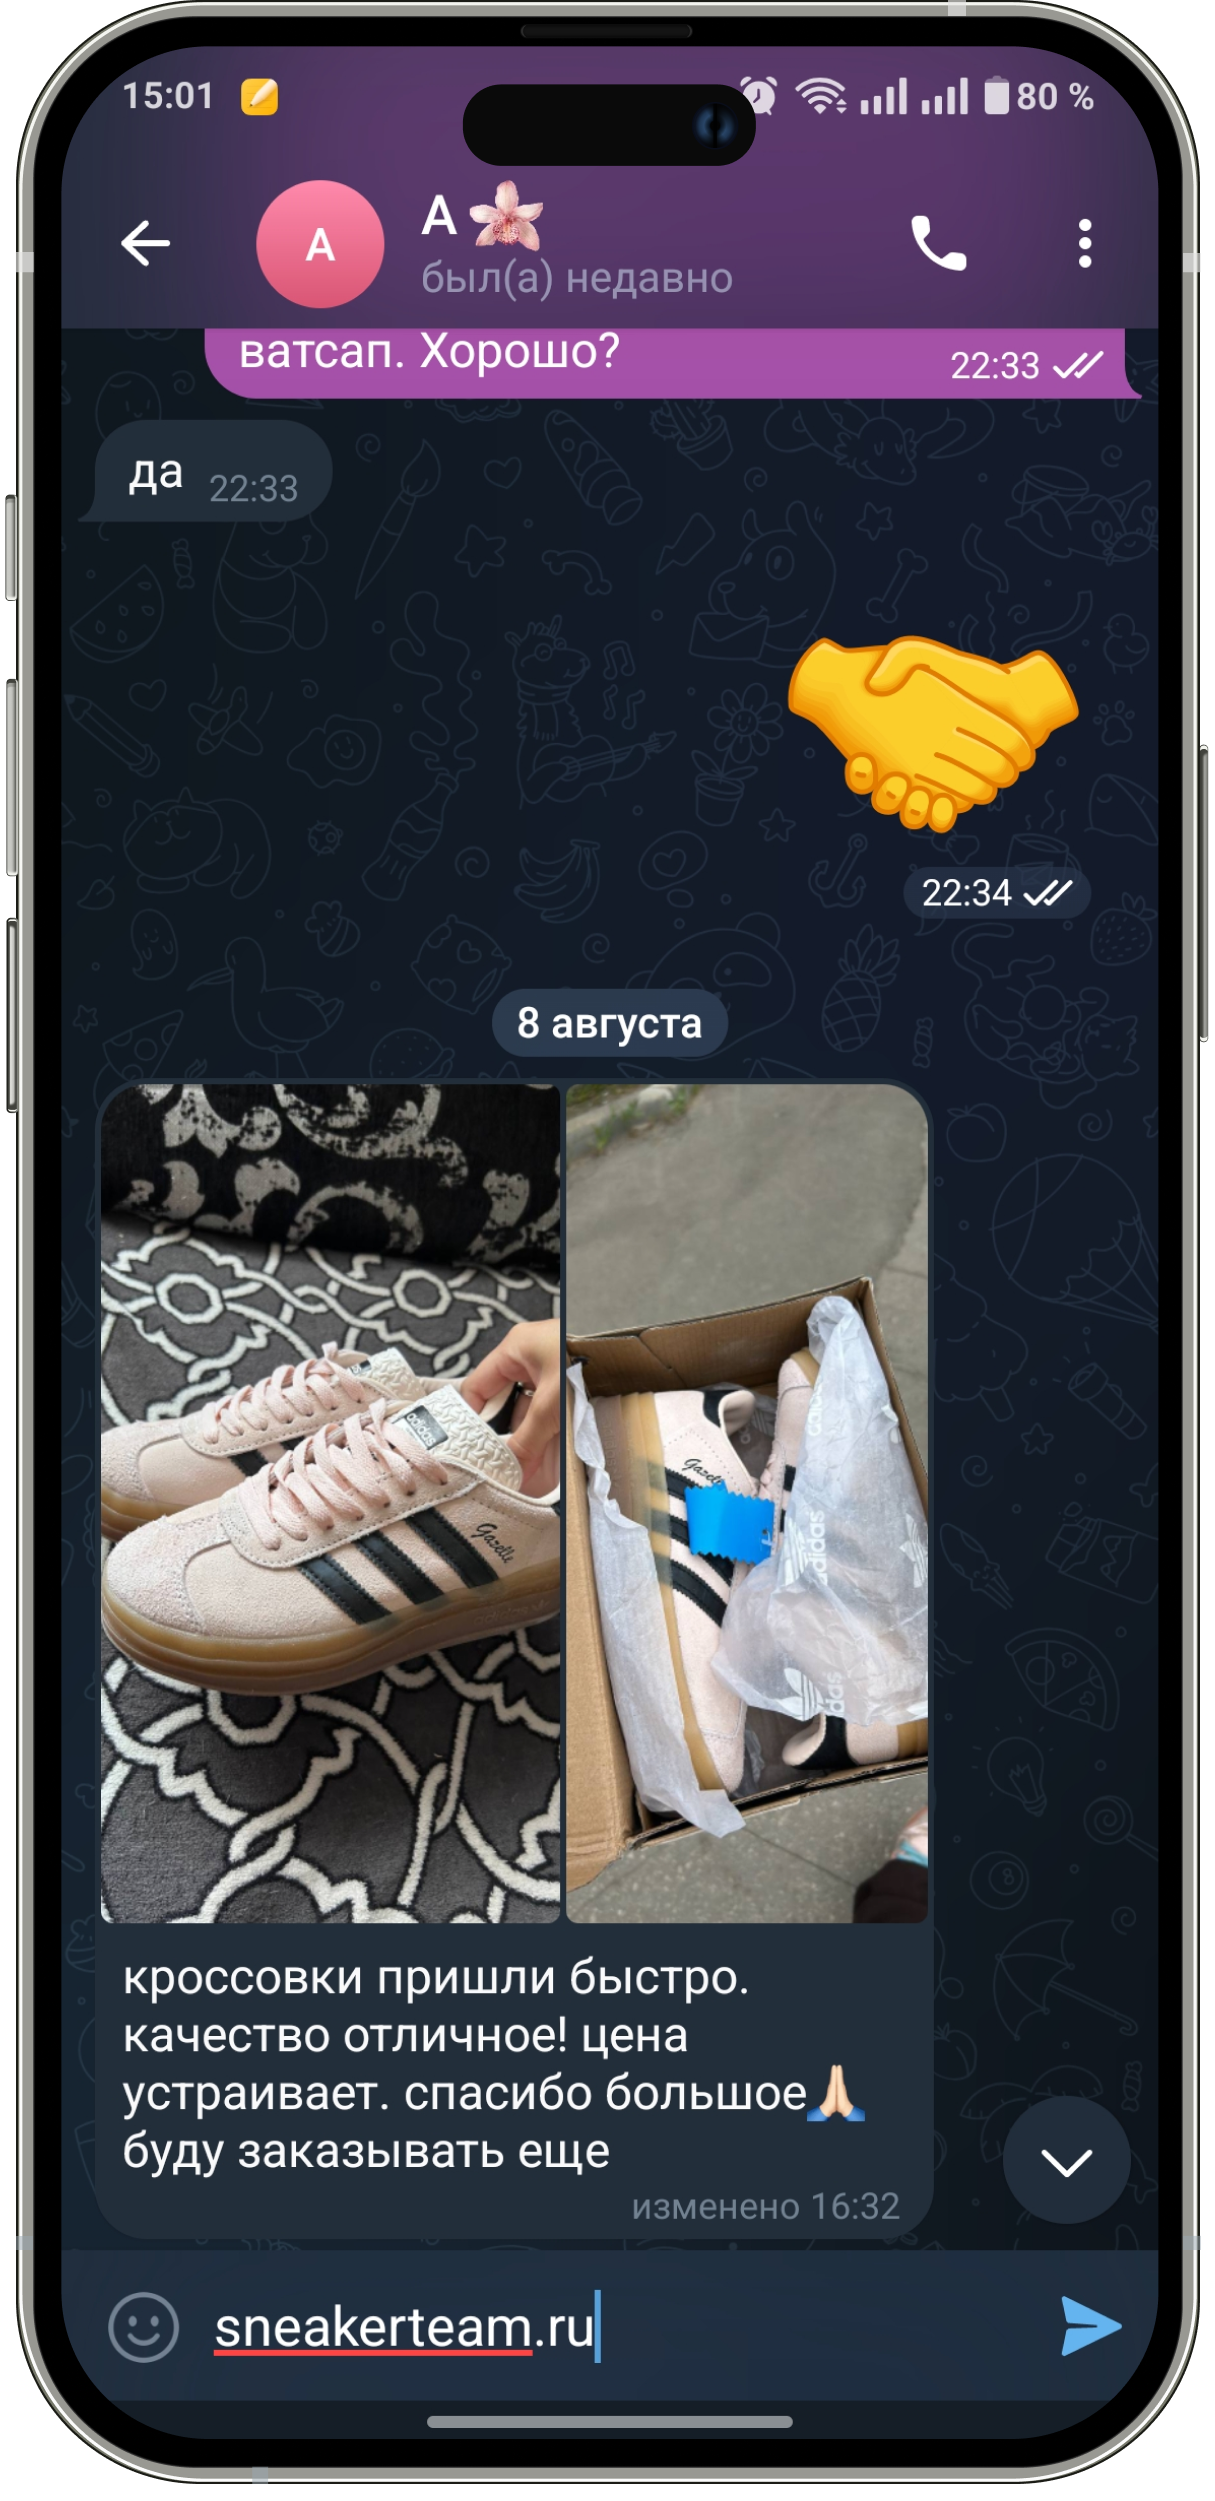 15:01
80 %
A
A
был(а) недавно
ватсап. Хорошо?
22:33
да
22:33
22:34
8 августа
adidas
Gazelle
Gazelle
adidas
кроссовки пришли быстро.
качество отличное! цена
устраивает. спасибо большое🙏🏻
буду заказывать еще
изменено 16:32
sneakerteam.ru